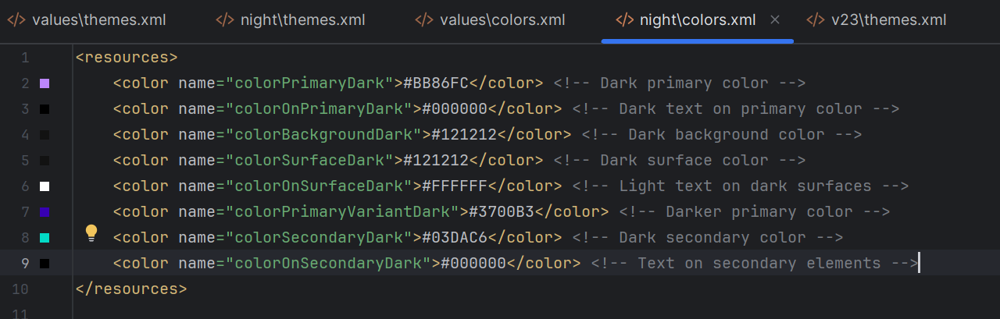 values\themes.xml night\themes.xml values\colors.xml night\colors.xml v23\themes.xml
1 <resources>
2 <color name="colorPrimaryDark">#BB86FC</color> <!-- Dark primary color -->
3 <color name="colorOnPrimaryDark">#000000</color> <!-- Dark text on primary color -->
4 <color name="colorBackgroundDark">#121212</color> <!-- Dark background color -->
5 <color name="colorSurfaceDark">#121212</color> <!-- Dark surface color -->
6 <color name="colorOnSurfaceDark">#FFFFFF</color> <!-- Light text on dark surfaces -->
7 <color name="colorPrimaryVariantDark">#3700B3</color> <!-- Darker primary color -->
8 <color name="colorSecondaryDark">#03DAC6</color> <!-- Dark secondary color -->
9 <color name="colorOnSecondaryDark">#000000</color> <!-- Text on secondary elements -->
10 </resources>
11